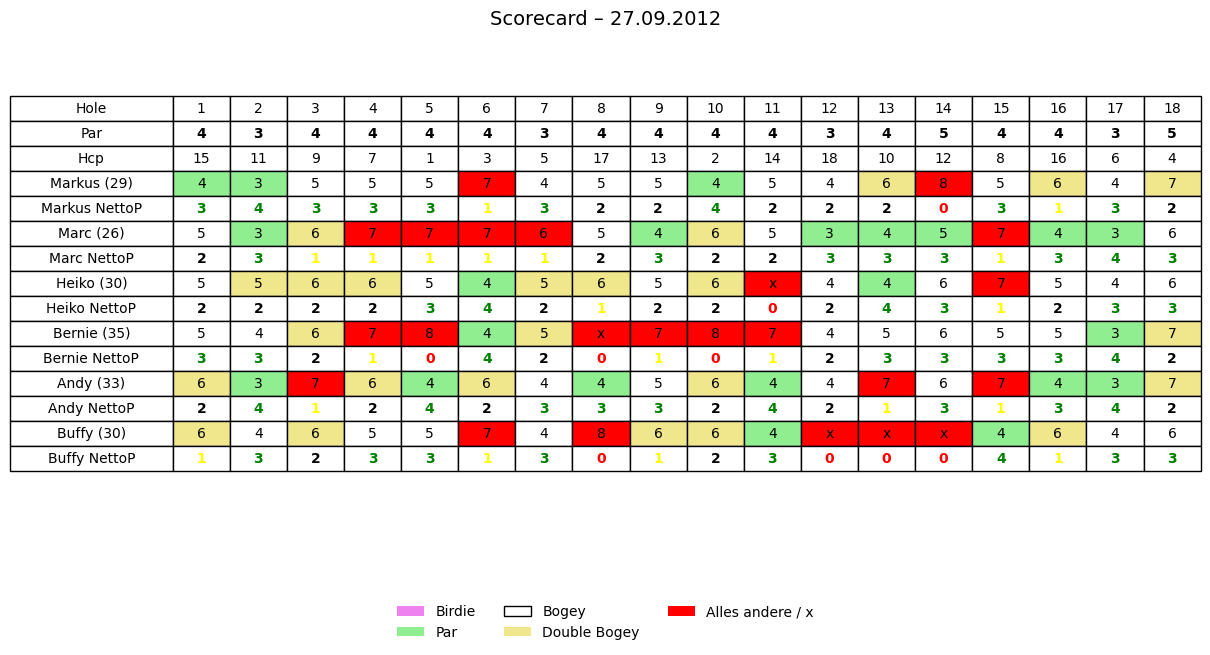 Scorecard – 27.09.2012
Hole 1 2 3 4 5 6 7 8 9 10 11 12 13 14 15 16 17 18
Par 4 3 4 4 4 4 3 4 4 4 4 3 4 5 4 4 3 5
Hcp 15 11 9 7 1 3 5 17 13 2 14 18 10 12 8 16 6 4
Markus (29) 4 3 5 5 5 7 4 5 5 4 5 4 6 8 5 6 4 7
Markus NettoP 3 4 3 3 3 1 3 2 2 4 2 2 2 0 3 1 3 2
Marc (26) 5 3 6 7 7 7 6 5 4 6 5 3 4 5 7 4 3 6
Marc NettoP 2 3 1 1 1 1 1 2 3 2 2 3 3 3 1 3 4 3
Heiko (30) 5 5 6 6 5 4 5 6 5 6 x 4 4 6 7 5 4 6
Heiko NettoP 2 2 2 2 3 4 2 1 2 2 0 2 4 3 1 2 3 3
Bernie (35) 5 4 6 7 8 4 5 x 7 8 7 4 5 6 5 5 3 7
Bernie NettoP 3 3 2 1 0 4 2 0 1 0 1 2 3 3 3 3 4 2
Andy (33) 6 3 7 6 4 6 4 4 5 6 4 4 7 6 7 4 3 7
Andy NettoP 2 4 1 2 4 2 3 3 3 2 4 2 1 3 1 3 4 2
Buffy (30) 6 4 6 5 5 7 4 8 6 6 4 x x x 4 6 4 6
Buffy NettoP 1 3 2 3 3 1 3 0 1 2 3 0 0 0 4 1 3 3
Birdie Bogey Alles andere / x
Par Double Bogey